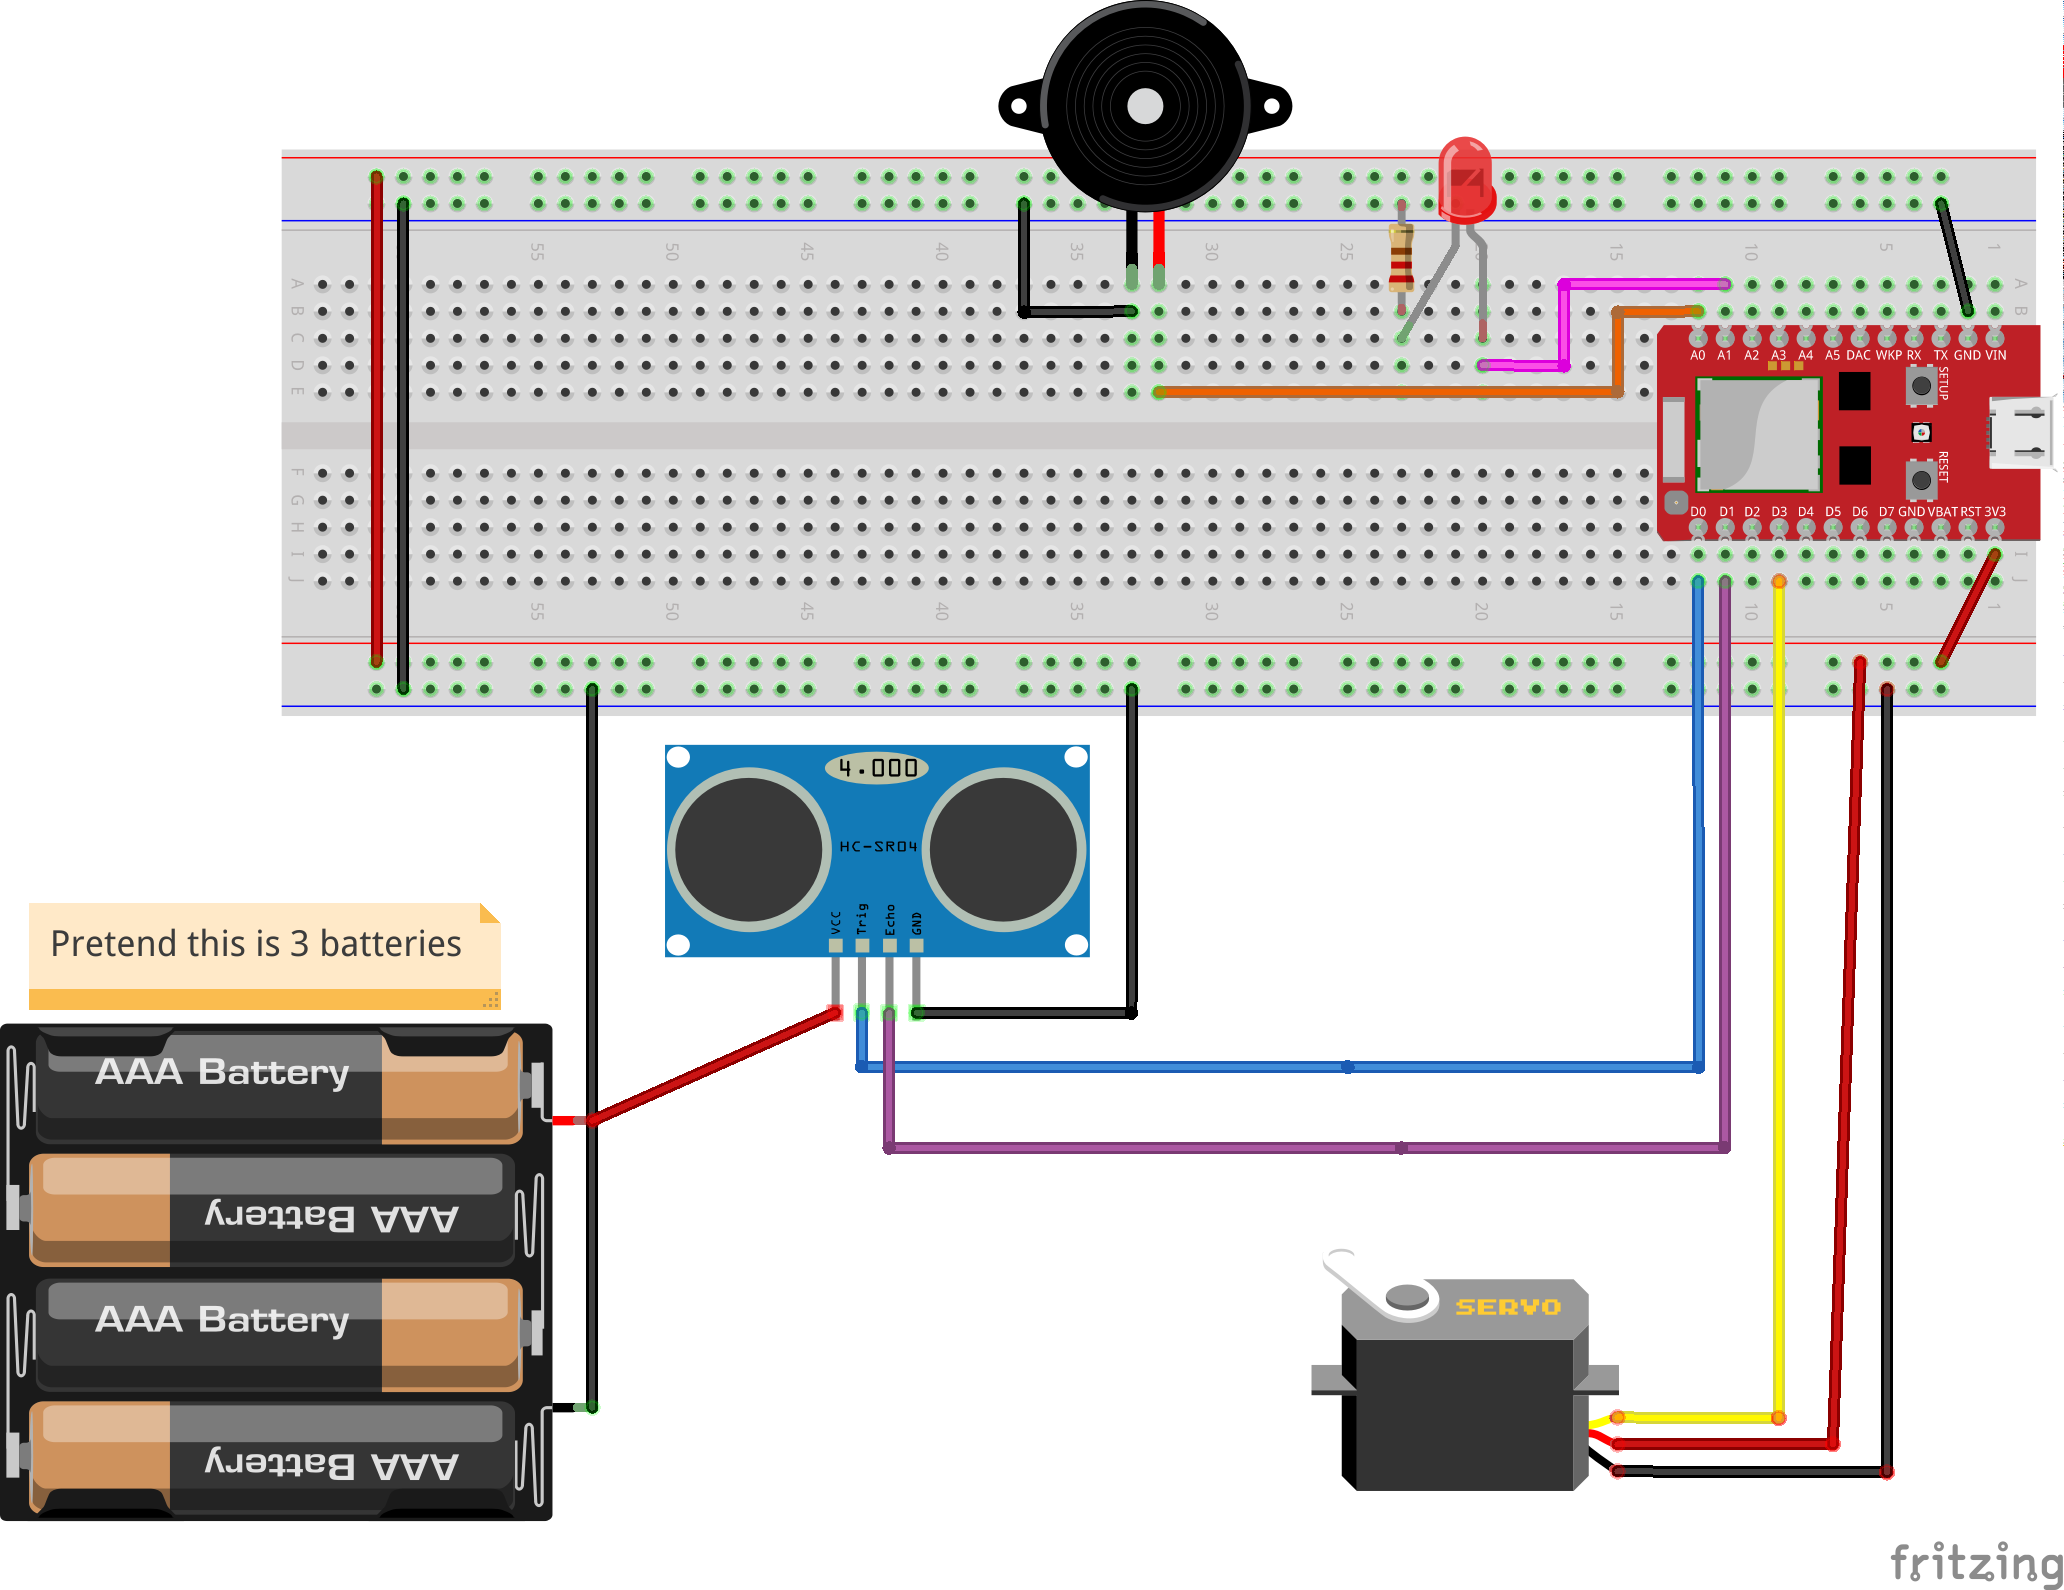 55 50 45 40 35 30 25 20 15 10 5 1
A A
B B
C
D
E
A0 A1 A2 A3 A4 A5 DAC WKP RX TX GND VIN
SETUP
RESET
D0 D1 D2 D3 D4 D5 D6 D7 GND VBAT RST 3V3
F
G
H
I I
J J
55 50 45 40 35 30 25 20 15 10 5 1
4.000
HC-SR04
VCC Trig Echo GND
Pretend this is 3 batteries
AAA Battery
AAA Battery
AAA Battery
AAA Battery
SERVO
fritzing